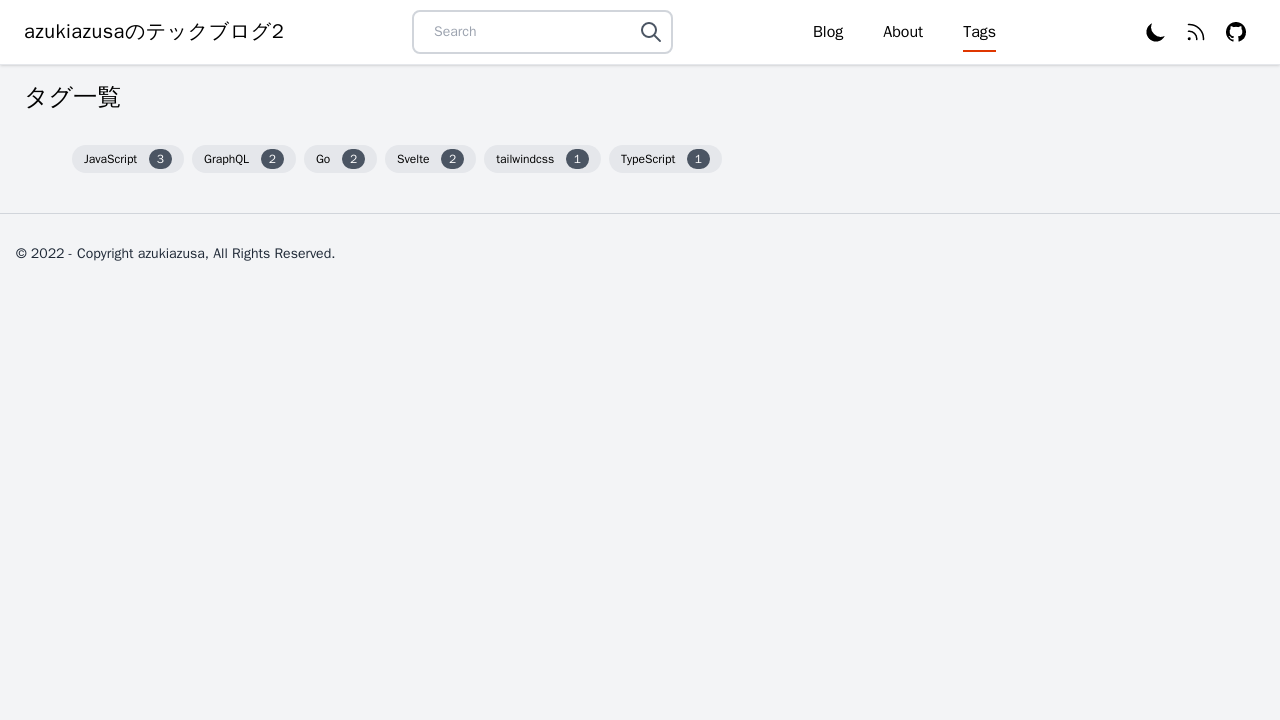 azukiazusaのテックブログ2
Search
Blog
About
Tags
タグ一覧
JavaScript 3
GraphQL 2
Go 2
Svelte 2
tailwindcss 1
TypeScript 1
© 2022 - Copyright azukiazusa, All Rights Reserved.